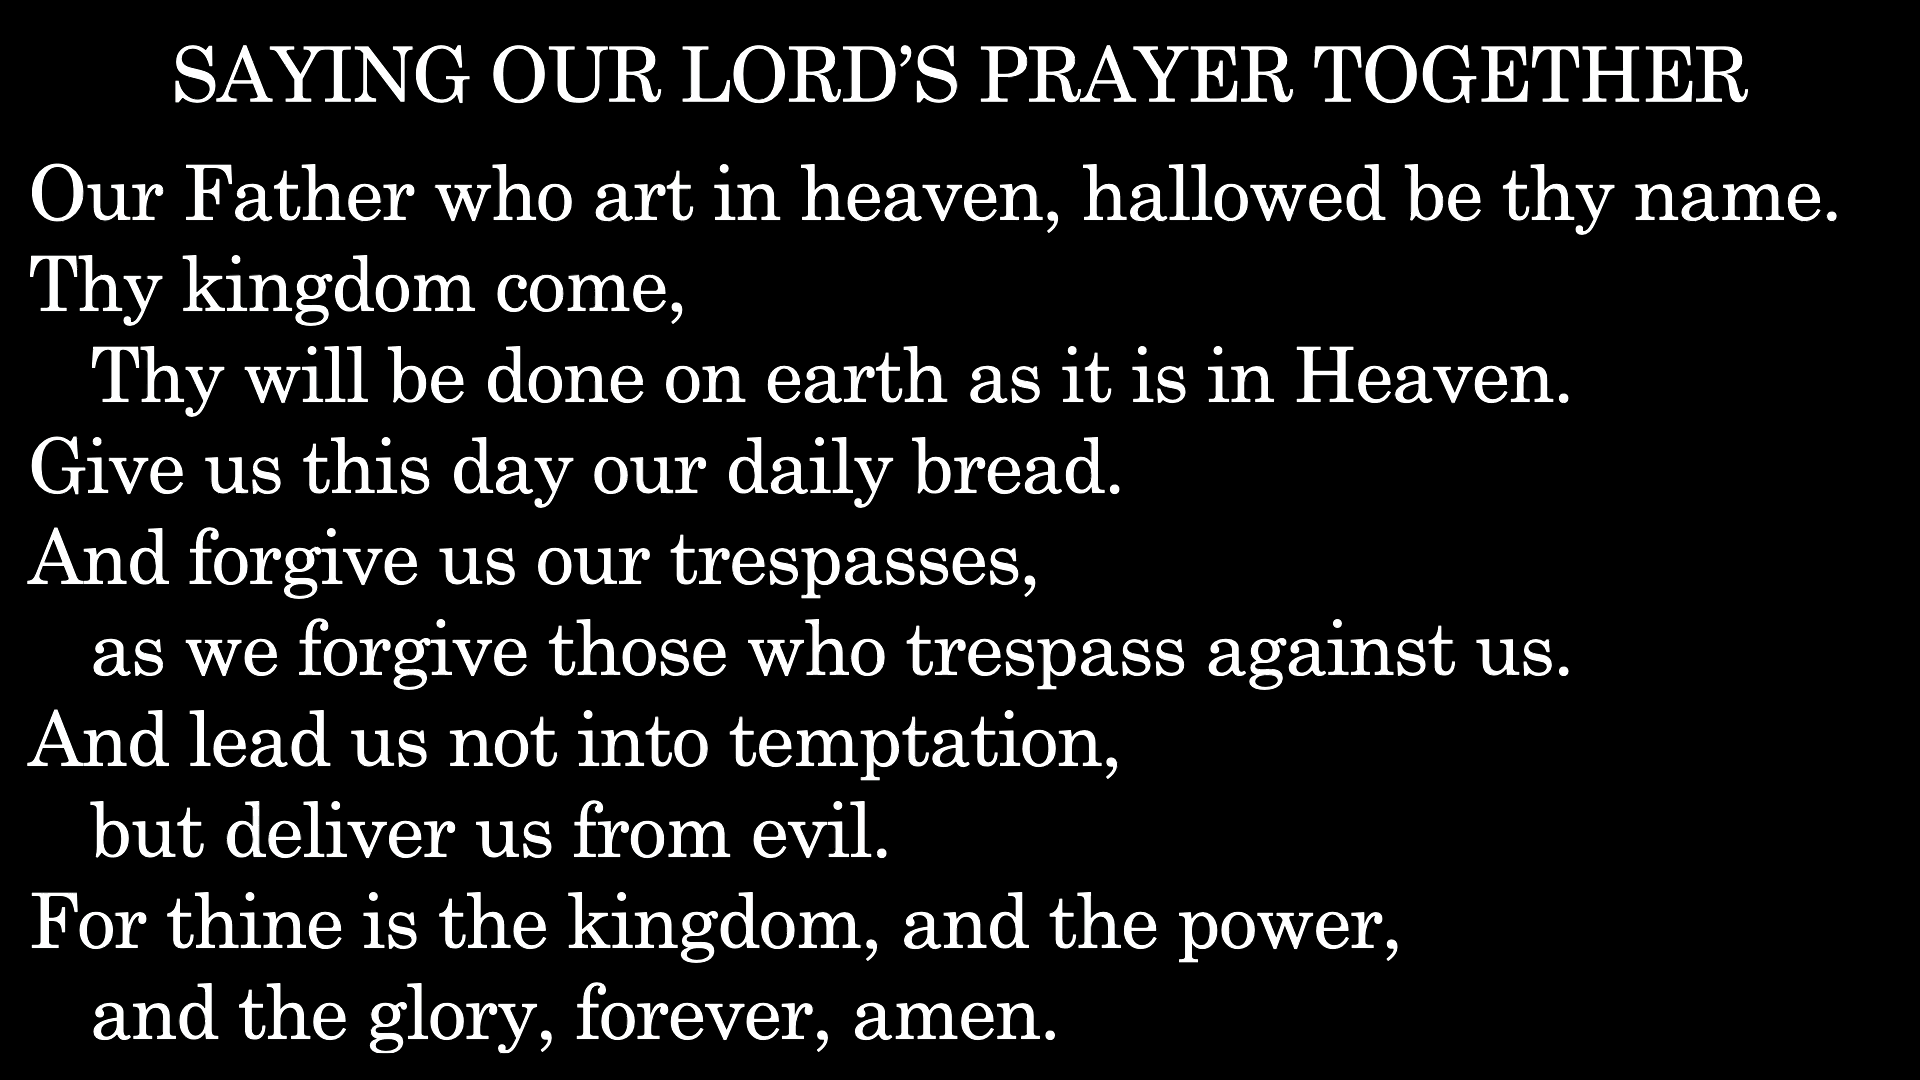 SAYING OUR LORD’S PRAYER TOGETHER
Our Father who art in heaven, hallowed be thy name.
Thy kingdom come,
Thy will be done on earth as it is in Heaven.
Give us this day our daily bread.
And forgive us our trespasses,
as we forgive those who trespass against us.
And lead us not into temptation,
but deliver us from evil.
For thine is the kingdom, and the power,
and the glory, forever, amen.